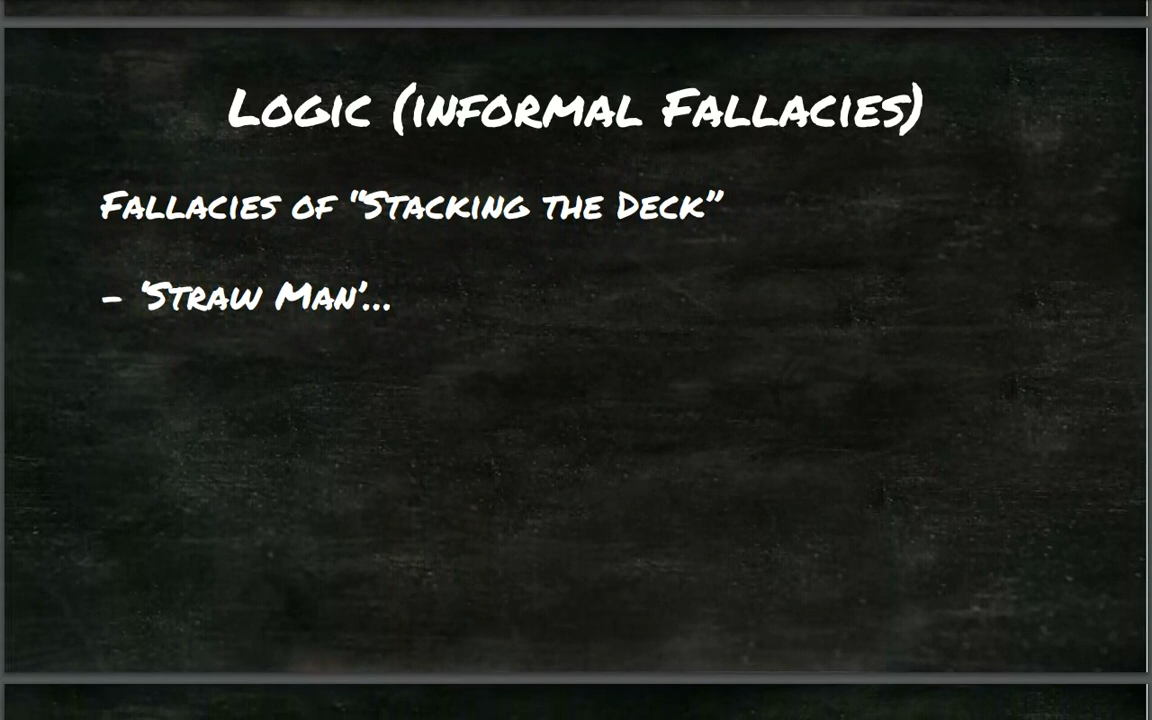 Logic (informal Fallacies)
Fallacies of “Stacking the Deck”
- ‘Straw Man’...